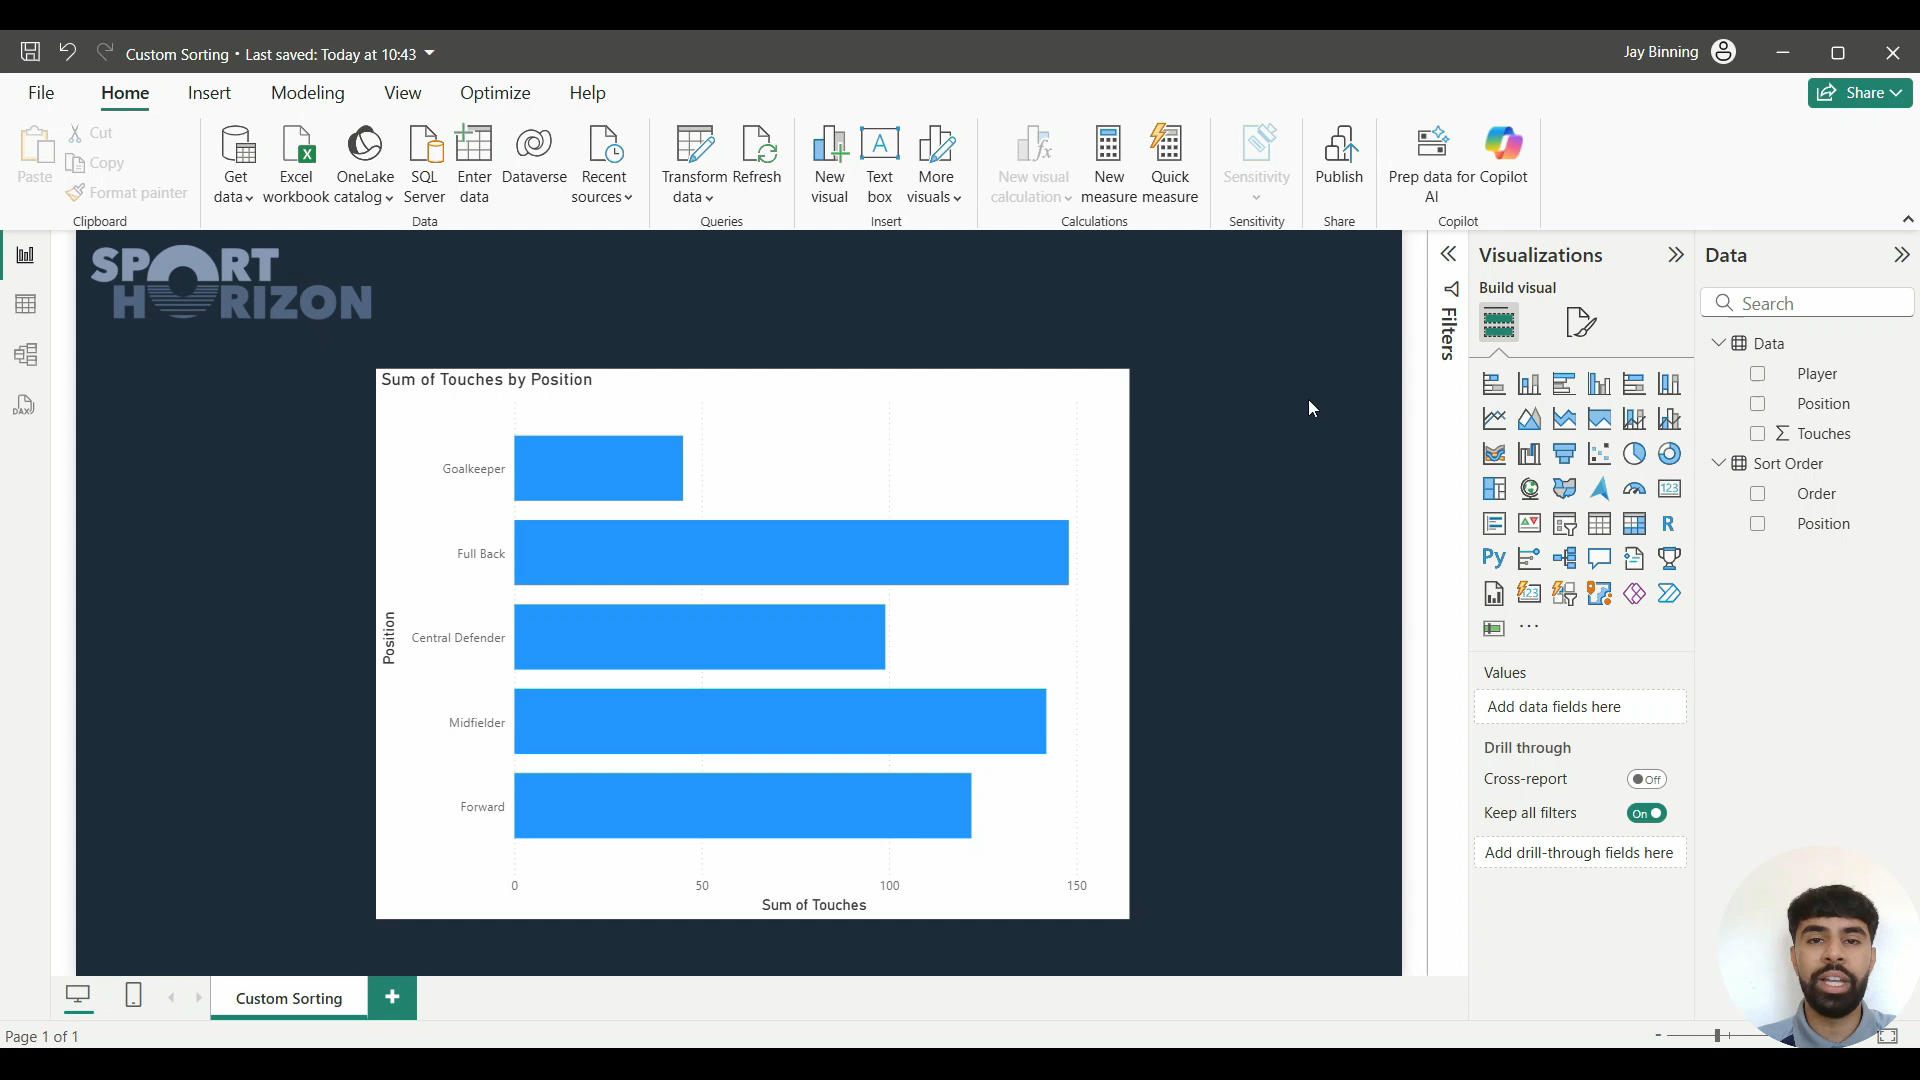 Custom Sorting • Last saved: Today at 10:43
Jay Binning
File Home Insert Modeling View Optimize Help
Share
Paste
Cut
Copy
Format painter
Clipboard
Get data
Excel workbook
OneLake catalog
SQL Server
Enter data
Dataverse
Recent sources
Data
Transform data
Refresh
Queries
New visual
Text box
More visuals
Insert
New visual calculation
New measure
Quick measure
Calculations
Sensitivity
Sensitivity
Publish
Share
Prep data for AI
Copilot
Copilot
SPORT
HORIZON
Sum of Touches by Position
Position
Goalkeeper
Full Back
Central Defender
Midfielder
Forward
0 50 100 150
Sum of Touches
Filters
Visualizations
Build visual
123
R
Py
123
Values
Add data fields here
Drill through
Cross-report Off
Keep all filters On
Add drill-through fields here
Data
Search
Data
Player
Position
Σ Touches
Sort Order
Order
Position
DAX
Custom Sorting
Page 1 of 1